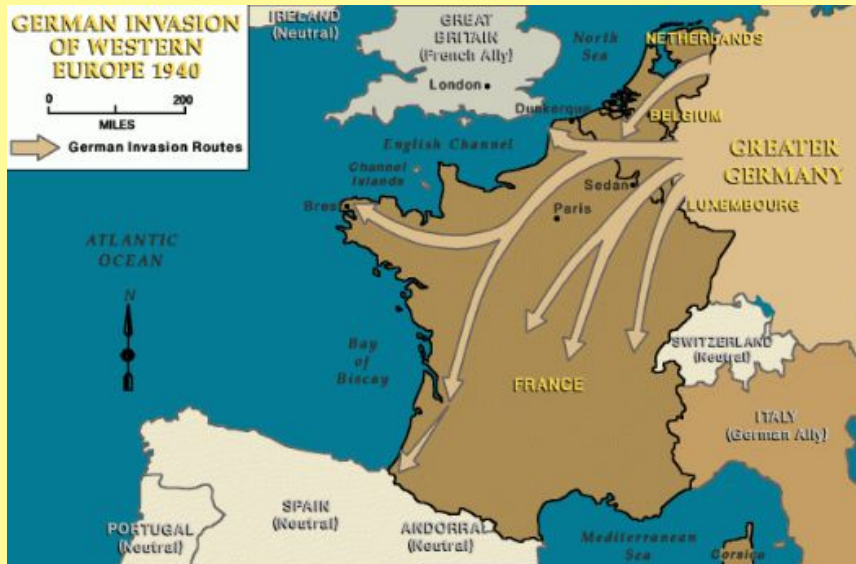 GERMAN INVASION
OF WESTERN
EUROPE 1940
0 200
MILES
German Invasion Routes
IRELAND
(Neutral)
GREAT
BRITAIN
(French Ally)
London
North
Sea
NETHERLANDS
Dunkerque
BELGIUM
English Channel
GREATER
GERMANY
Channel
Islands
Sedan
LUXEMBOURG
Brest
Paris
ATLANTIC
OCEAN
N
Bay
of
Biscay
SWITZERLAND
(Neutral)
FRANCE
ITALY
(German Ally)
SPAIN
(Neutral)
PORTUGAL
(Neutral)
ANDORRAL
(Neutral)
Mediterranean
Sea
Corsica